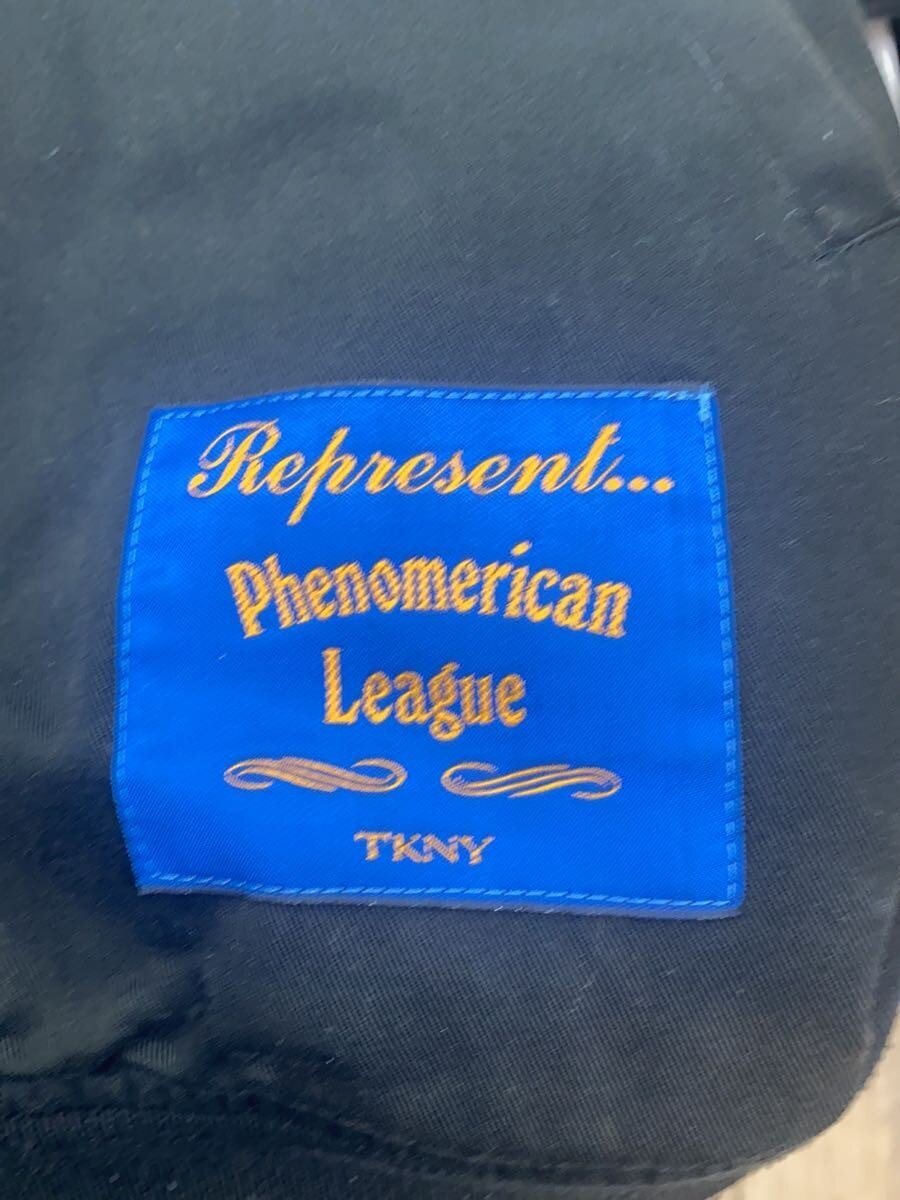 Represent...
Phenomerican
League
TKNY